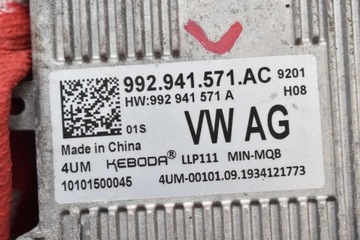 992.941.571.AC 9201
HW:992 941 571 A H08
01S VW AG
Made in China
4UM KEBODA® LLP111 MIN-MQB
10101500045 4UM-00101.09.1934121773